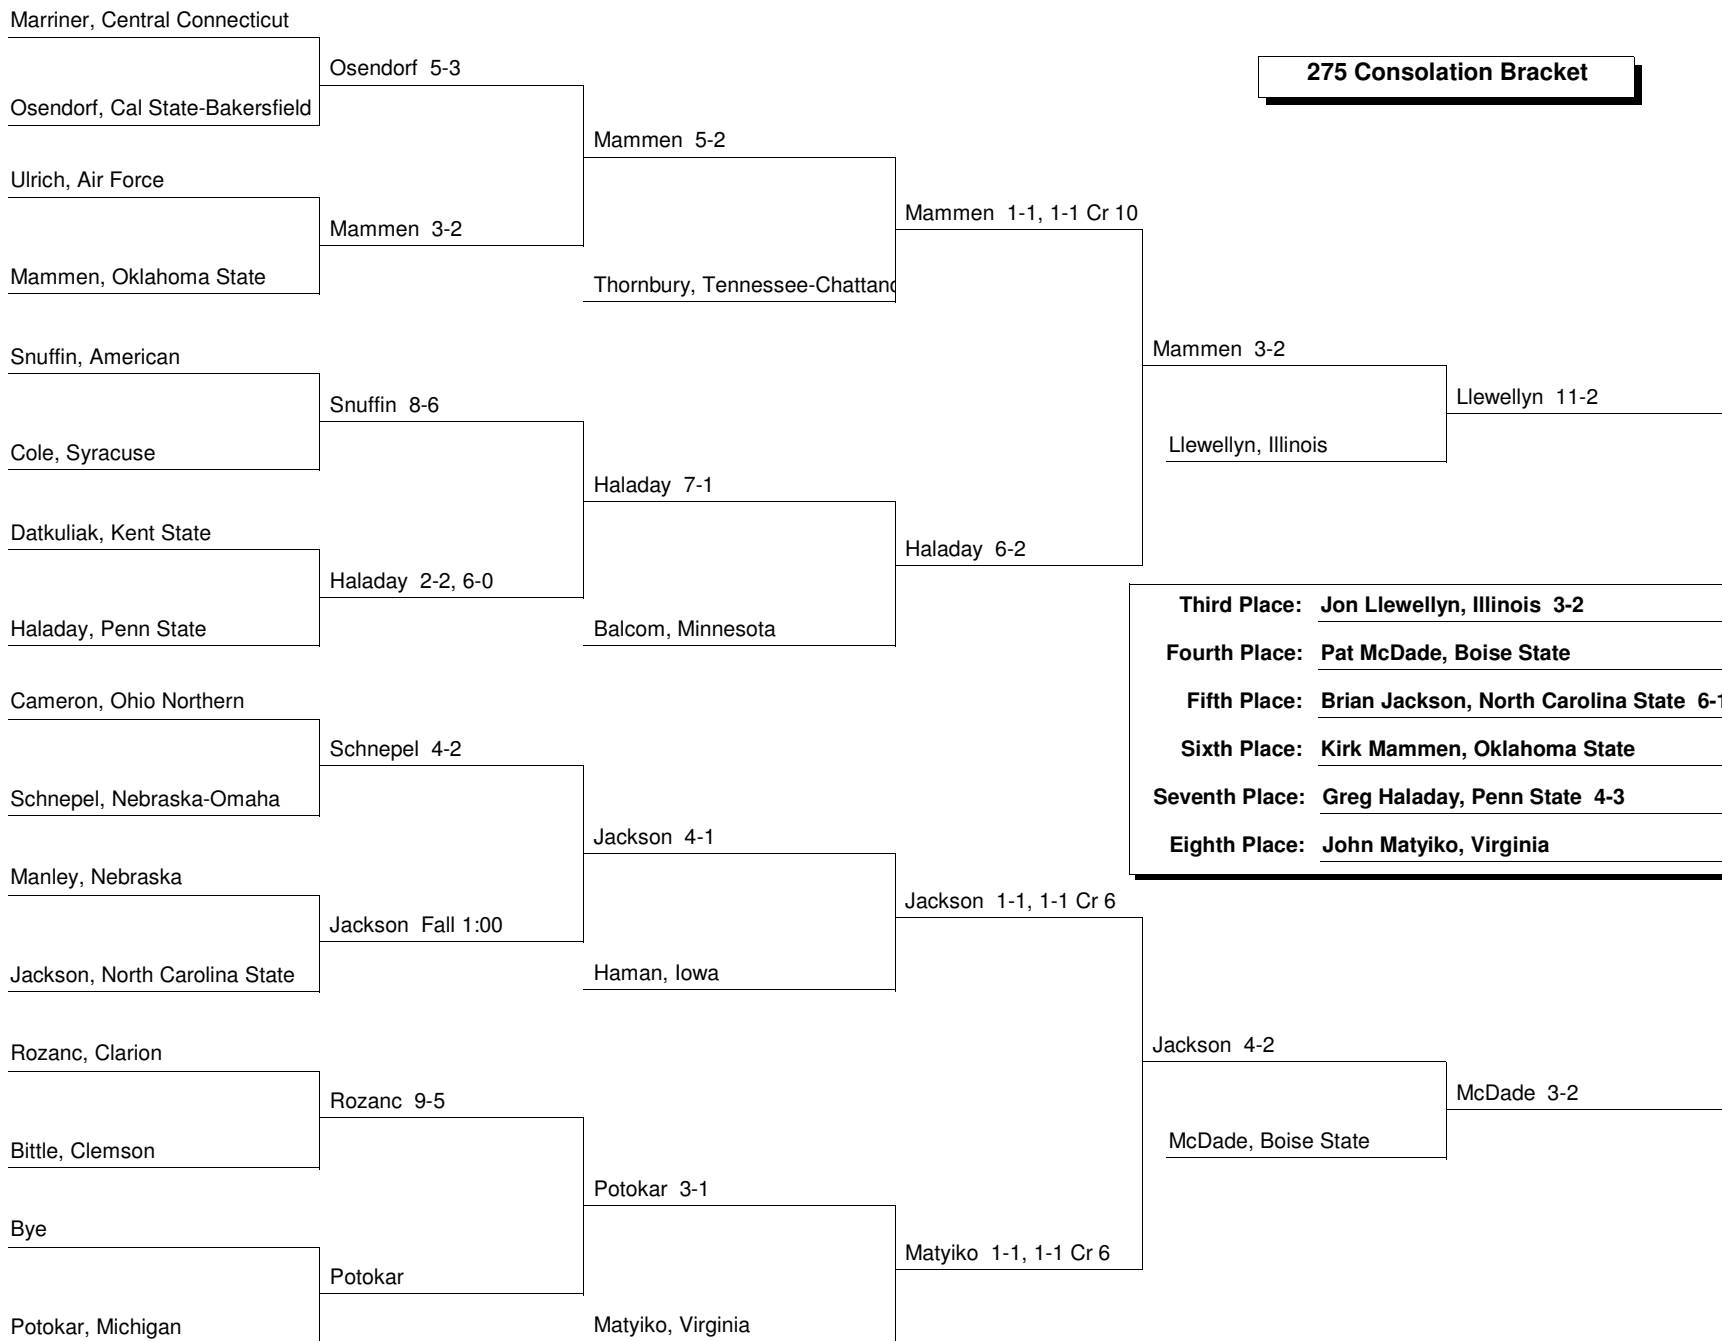 Marriner, Central Connecticut
Osendorf 5-3
275 Consolation Bracket
Osendorf, Cal State-Bakersfield
Mammen 5-2
Ulrich, Air Force
Mammen 1-1, 1-1 Cr 10
Mammen 3-2
Mammen, Oklahoma State
Thornbury, Tennessee-Chattano
Mammen 3-2
Snuffin, American
Llewellyn 11-2
Snuffin 8-6
Llewellyn, Illinois
Cole, Syracuse
Haladay 7-1
Datkuliak, Kent State
Haladay 6-2
Haladay 2-2, 6-0
Third Place: Jon Llewellyn, Illinois 3-2
Haladay, Penn State
Balcom, Minnesota
Fourth Place: Pat McDade, Boise State
Cameron, Ohio Northern
Fifth Place: Brian Jackson, North Carolina State 6-1
Schnepel 4-2
Sixth Place: Kirk Mammen, Oklahoma State
Schnepel, Nebraska-Omaha
Seventh Place: Greg Haladay, Penn State 4-3
Jackson 4-1
Eighth Place: John Matyiko, Virginia
Manley, Nebraska
Jackson 1-1, 1-1 Cr 6
Jackson Fall 1:00
Jackson, North Carolina State
Haman, Iowa
Rozanc, Clarion
Jackson 4-2
Rozanc 9-5
McDade 3-2
Bittle, Clemson
McDade, Boise State
Potokar 3-1
Bye
Matyiko 1-1, 1-1 Cr 6
Potokar
Potokar, Michigan
Matyiko, Virginia